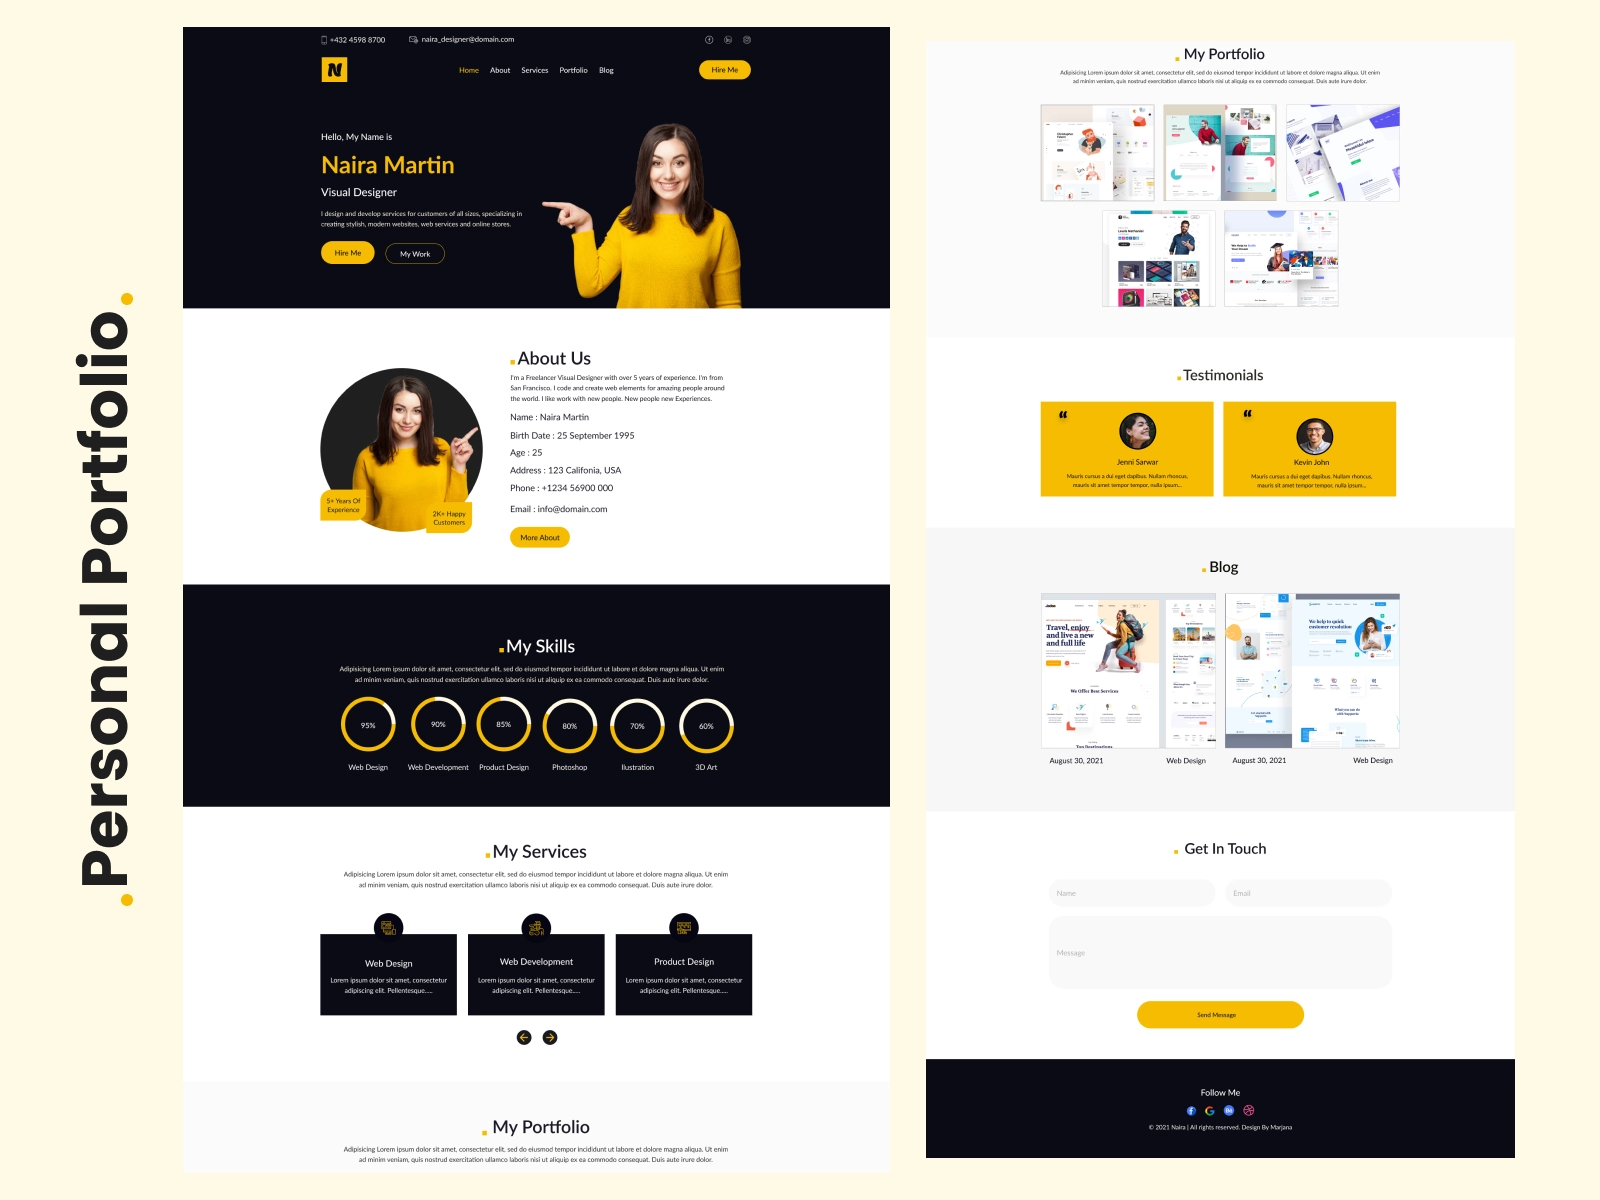 .Personal Portfolio.
+432 4598 8700
naira_designer@domain.com
N
Home
About
Services
Portfolio
Blog
Hire Me
Hello, My Name is
Naira Martin
Visual Designer
I design and develop services for customers of all sizes, specializing in
creating stylish, modern websites, web services and online stores.
Hire Me
My Work
5+ Years Of
Experience
2K+ Happy
Customers
.About Us
I'm a Freelancer Visual Designer with over 5 years of experience. I'm from
San Francisco. I code and create web elements for amazing people around
the world. I like work with new people. New people new Experiences.
Name : Naira Martin
Birth Date : 25 September 1995
Age : 25
Address : 123 Califonia, USA
Phone : +1234 56900 000
Email : info@domain.com
More About
.My Skills
Adipisicing Lorem ipsum dolor sit amet, consectetur elit, sed do eiusmod tempor incididunt ut labore et dolore magna aliqua. Ut enim
ad minim veniam, quis nostrud exercitation ullamco laboris nisi ut aliquip ex ea commodo consequat. Duis aute irure dolor.
95%
90%
85%
80%
70%
60%
Web Design
Web Development
Product Design
Photoshop
Ilustration
3D Art
.My Services
Adipisicing Lorem ipsum dolor sit amet, consectetur elit, sed do eiusmod tempor incididunt ut labore et dolore magna aliqua. Ut enim
ad minim veniam, quis nostrud exercitation ullamco laboris nisi ut aliquip ex ea commodo consequat. Duis aute irure dolor.
Web Design
Lorem ipsum dolor sit amet, consectetur
adipiscing elit. Pellentesque.....
Web Development
Lorem ipsum dolor sit amet, consectetur
adipiscing elit. Pellentesque.....
Product Design
Lorem ipsum dolor sit amet, consectetur
adipiscing elit. Pellentesque.....
. My Portfolio
Adipisicing Lorem ipsum dolor sit amet, consectetur elit, sed do eiusmod tempor incididunt ut labore et dolore magna aliqua. Ut enim
ad minim veniam, quis nostrud exercitation ullamco laboris nisi ut aliquip ex ea commodo consequat. Duis aute irure dolor.
. My Portfolio
Adipisicing Lorem ipsum dolor sit amet, consectetur elit, sed do eiusmod tempor incididunt ut labore et dolore magna aliqua. Ut enim
ad minim veniam, quis nostrud exercitation ullamco laboris nisi ut aliquip ex ea commodo consequat. Duis aute irure dolor.
.Testimonials
“
Jenni Sarwar
Mauris cursus a dui eget dapibus. Nullam rhoncus,
mauris sit amet tempor tempor, nulla ipsum...
“
Kevin John
Mauris cursus a dui eget dapibus. Nullam rhoncus,
mauris sit amet tempor tempor, nulla ipsum...
.Blog
Travel, enjoy
and live a new
and full life
We Offer Best Services
Top Destinations
We help to quick
customer resolution
August 30, 2021
Web Design
August 30, 2021
Web Design
. Get In Touch
Name
Email
Message
Send Message
Follow Me
© 2021 Naira | All rights reserved. Design By Marjana